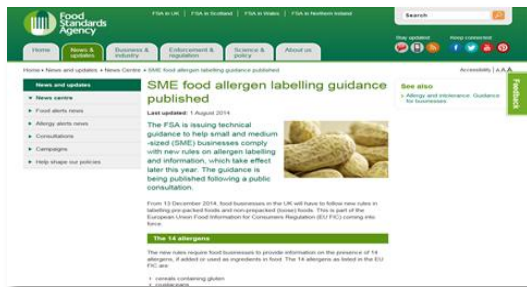 Food
Standards
Agency
FSA in UK | FSA in Scotland | FSA in Wales | FSA in Northern Ireland
Search
Stay updated:
Keep connected:
Home
News &
updates
Business &
industry
Enforcement &
regulation
Science &
policy
About us
Home • News and updates • News Centre • SME food allergen labelling guidance published
Accessibility | A A A
News and updates
News centre
Food alerts news
Allergy alerts news
Consultations
Campaigns
Help shape our policies
SME food allergen labelling guidance
published
Last updated: 1 August 2014
The FSA is issuing technical
guidance to help small and medium
-sized (SME) businesses comply
with new rules on allergen labelling
and information, which take effect
later this year. The guidance is
being published following a public
consultation.
From 13 December 2014, food businesses in the UK will have to follow new rules in
labelling pre-packed foods and non-prepacked (loose) foods. This is part of the
European Union Food Information for Consumers Regulation (EU FIC) coming into
force.
The 14 allergens
The new rules require food businesses to provide information on the presence of 14
allergens, if added or used as ingredients in food. The 14 allergens as listed in the EU
FIC are:
cereals containing gluten
crustaceans
See also
Allergy and intolerance: Guidance
for businesses
Feedback